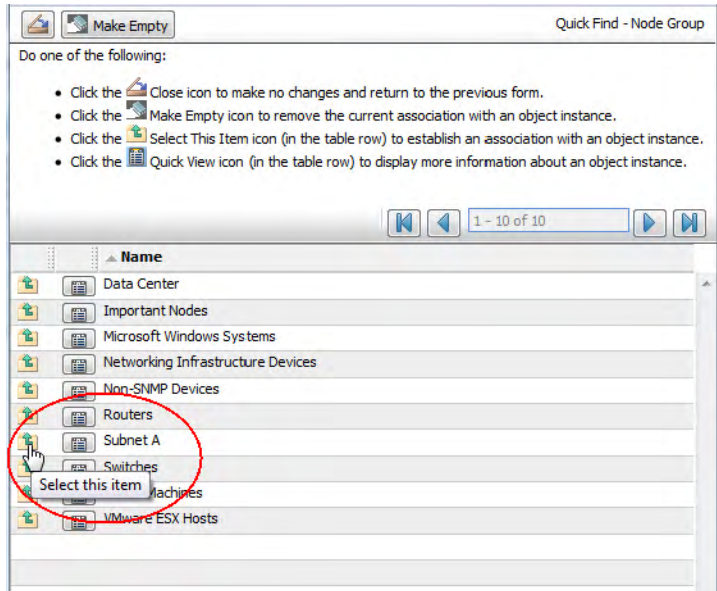 Make Empty
Quick Find - Node Group
Do one of the following:
• Click the Close icon to make no changes and return to the previous form.
• Click the Make Empty icon to remove the current association with an object instance.
• Click the Select This Item icon (in the table row) to establish an association with an object instance.
• Click the Quick View icon (in the table row) to display more information about an object instance.
1 - 10 of 10
Name
Data Center
Important Nodes
Microsoft Windows Systems
Networking Infrastructure Devices
Non-SNMP Devices
Routers
Subnet A
Switches
Select this item
Machines
VMware ESX Hosts